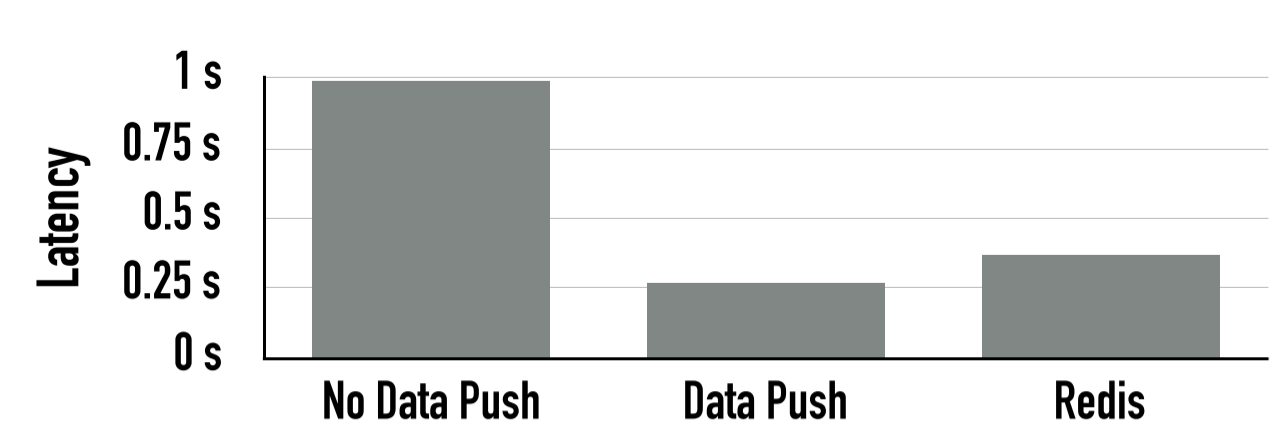 Latency
1 s
0.75 s
0.5 s
0.25 s
0 s
No Data Push
Data Push
Redis